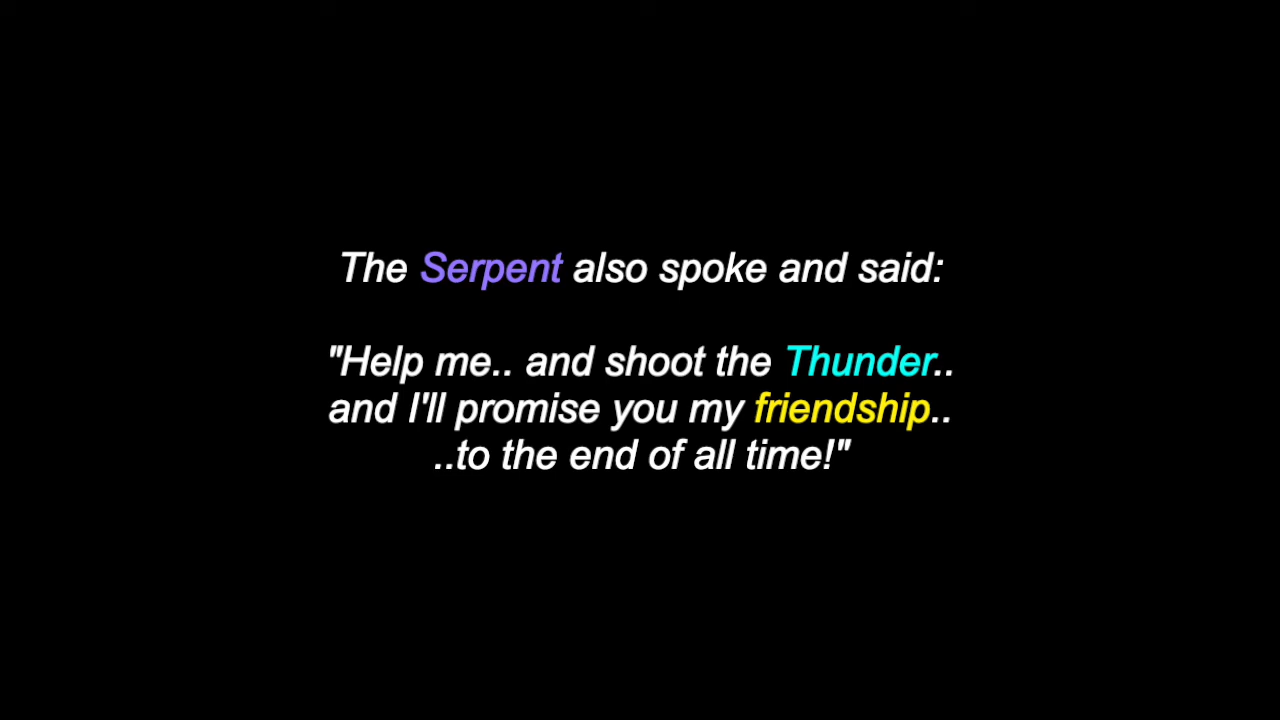 The Serpent also spoke and said:
"Help me.. and shoot the Thunder..
and I'll promise you my friendship..
..to the end of all time!"